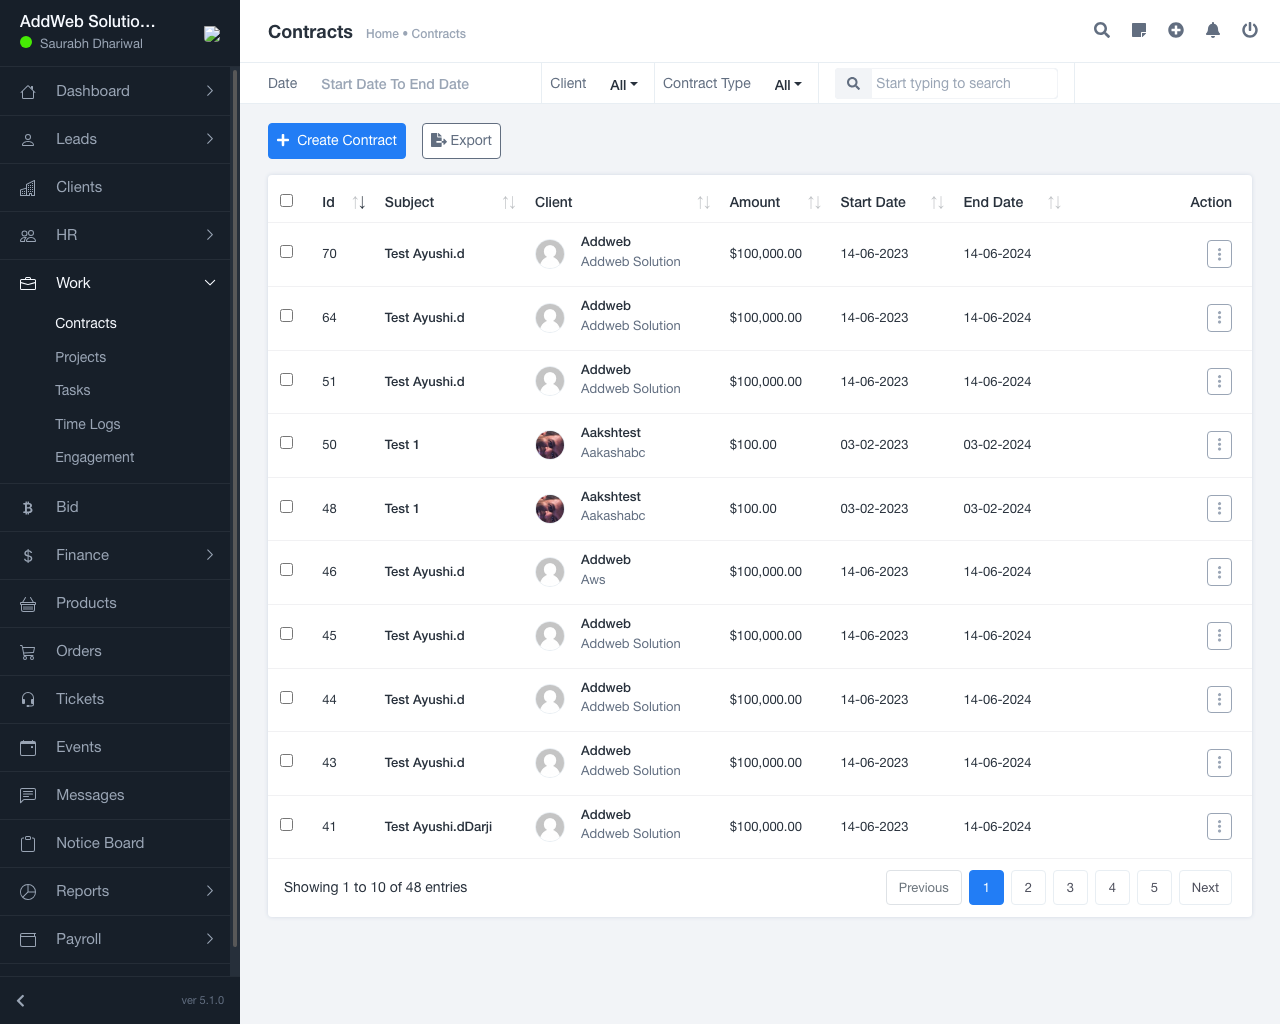 AddWeb Solutio...
Saurabh Dhariwal
Dashboard
Leads
Clients
HR
Work
Contracts
Projects
Tasks
Time Logs
Engagement
Bid
Finance
Products
Orders
Tickets
Events
Messages
Notice Board
Reports
Payroll
ver 5.1.0
Contracts Home • Contracts
Date Start Date To End Date Client All Contract Type All Start typing to search
Create Contract Export
Id Subject Client Amount Start Date End Date Action
70 Test Ayushi.d Addweb $100,000.00 14-06-2023 14-06-2024
Addweb Solution
64 Test Ayushi.d Addweb $100,000.00 14-06-2023 14-06-2024
Addweb Solution
51 Test Ayushi.d Addweb $100,000.00 14-06-2023 14-06-2024
Addweb Solution
50 Test 1 Aakshtest $100.00 03-02-2023 03-02-2024
Aakashabc
48 Test 1 Aakshtest $100.00 03-02-2023 03-02-2024
Aakashabc
46 Test Ayushi.d Addweb $100,000.00 14-06-2023 14-06-2024
Aws
45 Test Ayushi.d Addweb $100,000.00 14-06-2023 14-06-2024
Addweb Solution
44 Test Ayushi.d Addweb $100,000.00 14-06-2023 14-06-2024
Addweb Solution
43 Test Ayushi.d Addweb $100,000.00 14-06-2023 14-06-2024
Addweb Solution
41 Test Ayushi.dDarji Addweb $100,000.00 14-06-2023 14-06-2024
Addweb Solution
Showing 1 to 10 of 48 entries Previous 1 2 3 4 5 Next